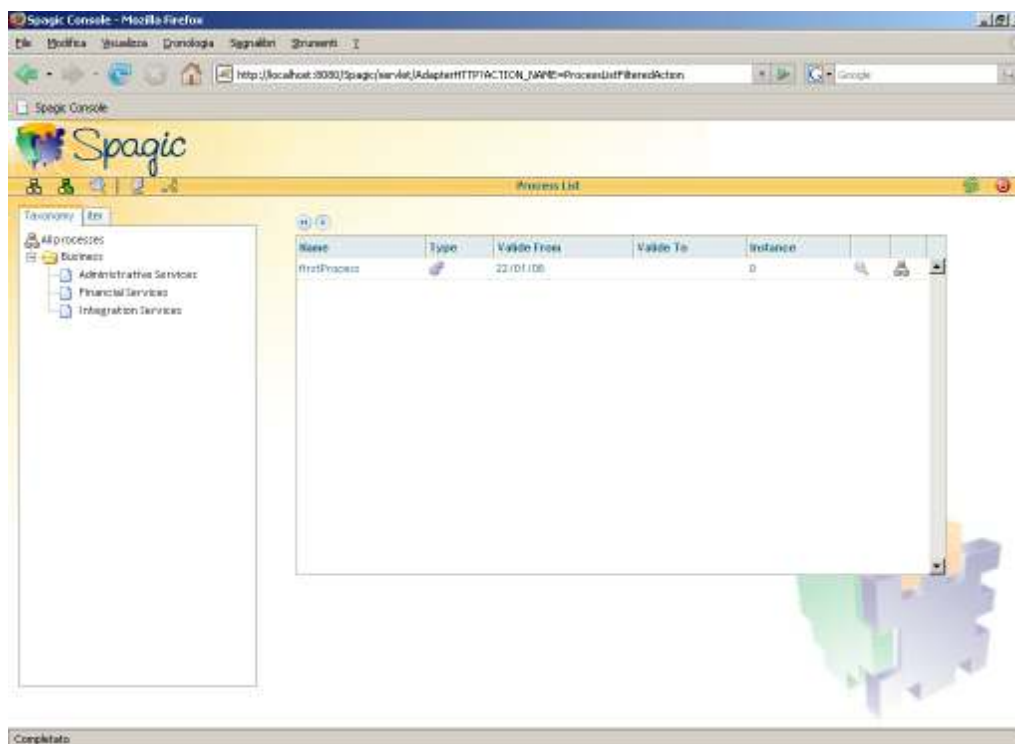 Spagic Console - Mozilla Firefox
File Modifica Visualizza Cronologia Segnalibri Strumenti ?
http://localhost:8080/Spagic/servlet/AdapterHTTP?ACTION_NAME=ProcessListFilteredAction
Google
Spagic Console
Spagic
Process List
Taxonomy
All processes
Business
Administrative Services
Financial Services
Integration Services
Name Type Valide From Valide To Instance
firstProcess 22/01/08 0
Completato